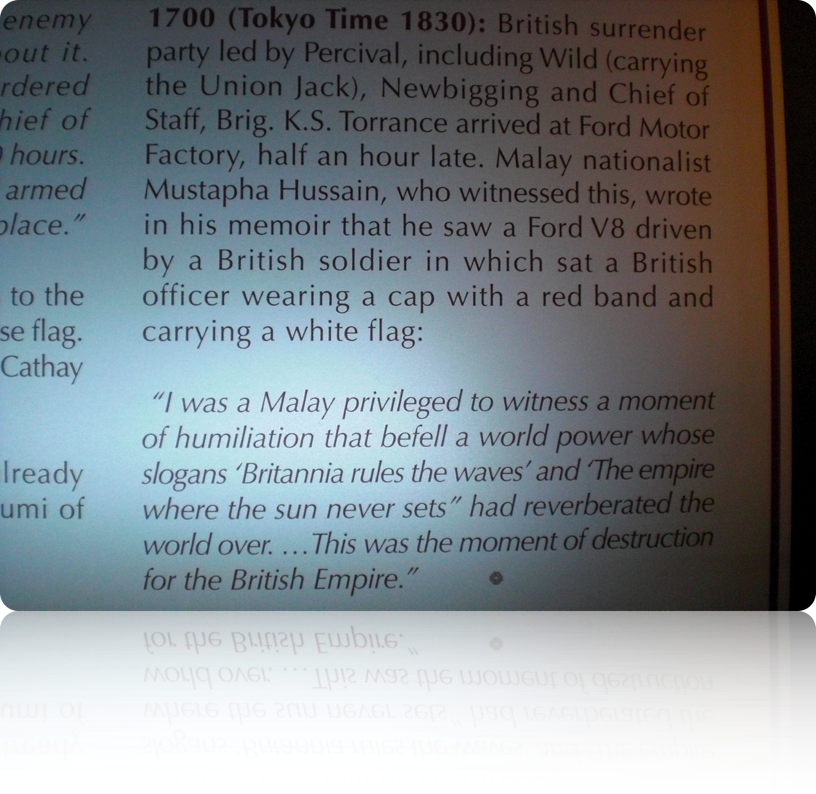 enemy
out it.
rdered
hief of
hours.
armed
place."
to the
se flag.
Cathay
lready
umi of
1700 (Tokyo Time 1830): British surrender
party led by Percival, including Wild (carrying
the Union Jack), Newbigging and Chief of
Staff, Brig. K.S. Torrance arrived at Ford Motor
Factory, half an hour late. Malay nationalist
Mustapha Hussain, who witnessed this, wrote
in his memoir that he saw a Ford V8 driven
by a British soldier in which sat a British
officer wearing a cap with a red band and
carrying a white flag:
"I was a Malay privileged to witness a moment
of humiliation that befell a world power whose
slogans 'Britannia rules the waves' and 'The empire
where the sun never sets" had reverberated the
world over. ...This was the moment of destruction
for the British Empire."